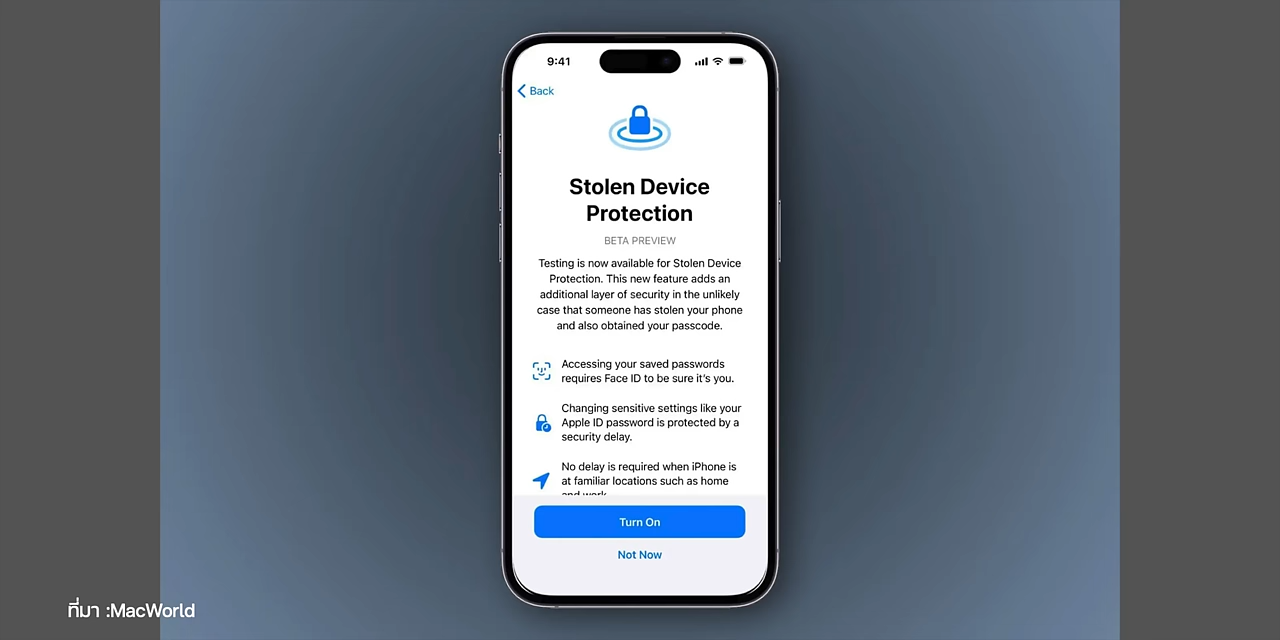 9:41
Back
Stolen Device
Protection
BETA PREVIEW
Testing is now available for Stolen Device
Protection. This new feature adds an
additional layer of security in the unlikely
case that someone has stolen your phone
and also obtained your passcode.
Accessing your saved passwords
requires Face ID to be sure it's you.
Changing sensitive settings like your
Apple ID password is protected by a
security delay.
No delay is required when iPhone is
at familiar locations such as home
and work.
Turn On
Not Now
ที่มา :MacWorld